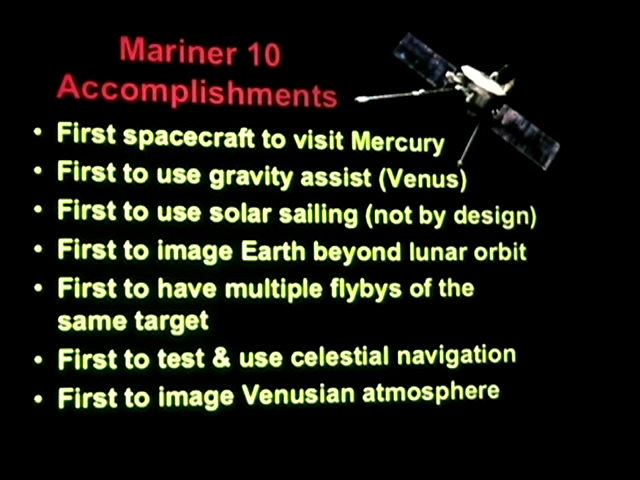 Mariner 10
Accomplishments
• First spacecraft to visit Mercury
• First to use gravity assist (Venus)
• First to use solar sailing (not by design)
• First to image Earth beyond lunar orbit
• First to have multiple flybys of the
same target
• First to test & use celestial navigation
• First to image Venusian atmosphere